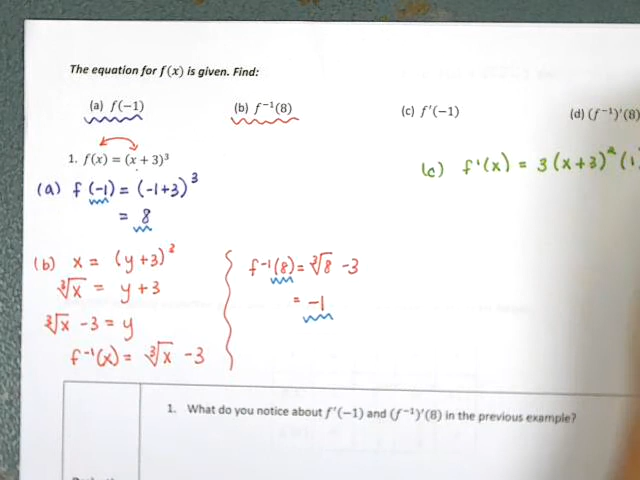 The equation for f(x) is given. Find:
(a) f(−1) (b) f⁻¹(8) (c) f′(−1) (d) (f⁻¹)′(8)
1. f(x) = (x + 3)³
(c) f'(x) = 3(x+3)²(1)
(a) f(-1) = (-1+3)³
= 8
(b) x = (y+3)³
∛x = y+3
∛x - 3 = y
f⁻¹(x) = ∛x - 3
f⁻¹(8) = ∛8 - 3
= -1
1. What do you notice about f′(−1) and (f⁻¹)′(8) in the previous example?